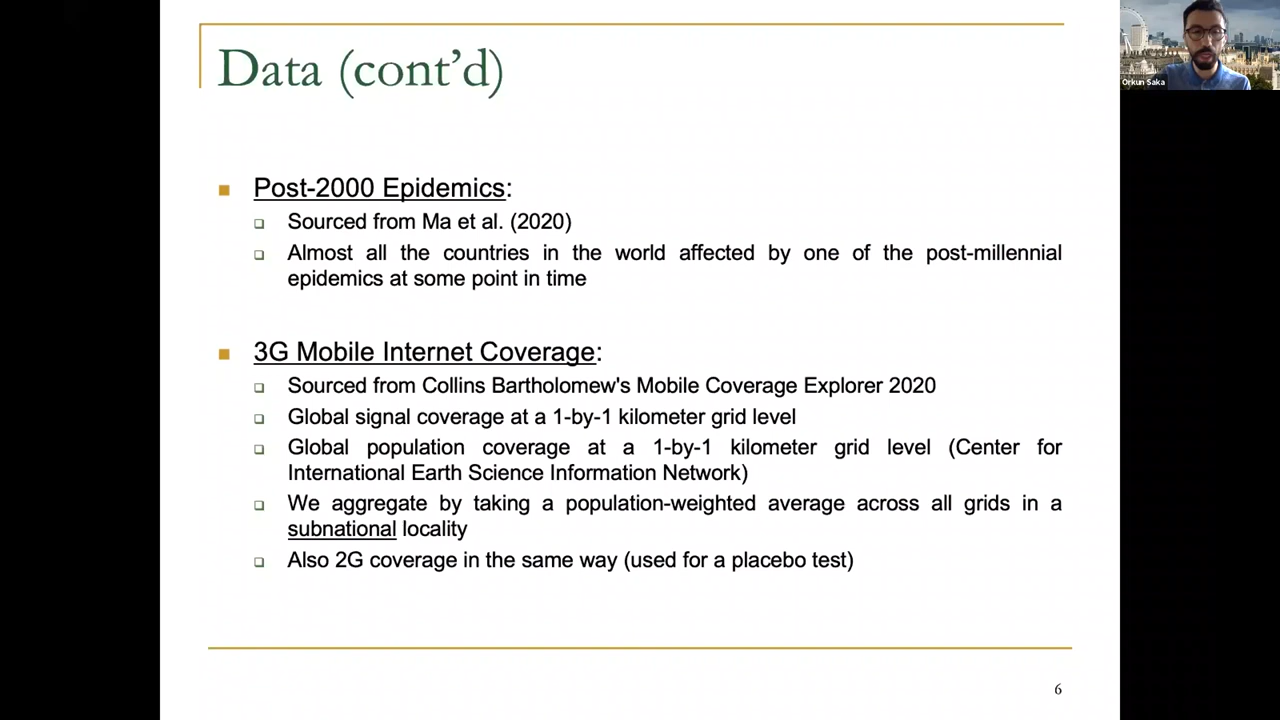 Data (cont'd)
Orkun Saka
Post-2000 Epidemics:
Sourced from Ma et al. (2020)
Almost all the countries in the world affected by one of the post-millennial
epidemics at some point in time
3G Mobile Internet Coverage:
Sourced from Collins Bartholomew's Mobile Coverage Explorer 2020
Global signal coverage at a 1-by-1 kilometer grid level
Global population coverage at a 1-by-1 kilometer grid level (Center for
International Earth Science Information Network)
We aggregate by taking a population-weighted average across all grids in a
subnational locality
Also 2G coverage in the same way (used for a placebo test)
6